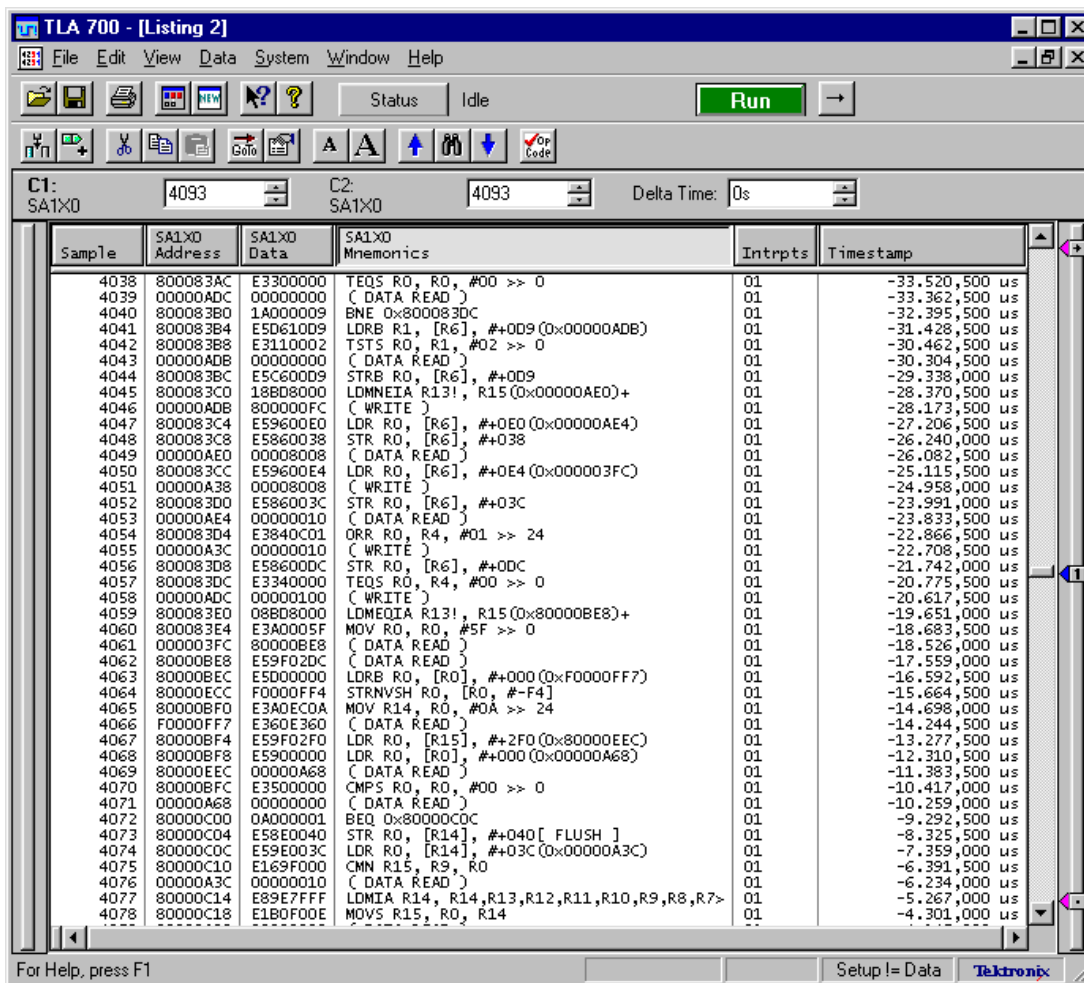 TLA 700 - [Listing 2]
File Edit View Data System Window Help
NEW Status Idle Run
GoTo A A Op Code
C1: 4093 C2: 4093 Delta Time: 0s
SA1X0 SA1X0
Sample SA1X0 Address SA1X0 Data SA1X0 Mnemonics Intrpts Timestamp
4038 800083AC E3300000 TEQS R0, R0, #00 >> 0 01 -33.520,500 us
4039 00000ADC 00000000 ( DATA READ ) 01 -33.362,500 us
4040 800083B0 1A000009 BNE 0x800083DC 01 -32.395,500 us
4041 800083B4 E5D610D9 LDRB R1, [R6], #+0D9(0x00000ADB) 01 -31.428,500 us
4042 800083B8 E3110002 TSTS R0, R1, #02 >> 0 01 -30.462,500 us
4043 00000ADB 00000000 ( DATA READ ) 01 -30.304,500 us
4044 800083BC E5C600D9 STRB R0, [R6], #+0D9 01 -29.338,000 us
4045 800083C0 18BD8000 LDMNEIA R13!, R15(0x00000AE0)+ 01 -28.370,500 us
4046 00000ADB 800000FC ( WRITE ) 01 -28.173,500 us
4047 800083C4 E59600E0 LDR R0, [R6], #+0E0(0x00000AE4) 01 -27.206,500 us
4048 800083C8 E5860038 STR R0, [R6], #+038 01 -26.240,000 us
4049 00000AE0 00008008 ( DATA READ ) 01 -26.082,500 us
4050 800083CC E59600E4 LDR R0, [R6], #+0E4(0x000003FC) 01 -25.115,500 us
4051 00000A38 00008008 ( WRITE ) 01 -24.958,000 us
4052 800083D0 E586003C STR R0, [R6], #+03C 01 -23.991,000 us
4053 00000AE4 00000010 ( DATA READ ) 01 -23.833,500 us
4054 800083D4 E3840C01 ORR R0, R4, #01 >> 24 01 -22.866,500 us
4055 00000A3C 00000010 ( WRITE ) 01 -22.708,500 us
4056 800083D8 E58600DC STR R0, [R6], #+0DC 01 -21.742,000 us
4057 800083DC E3340000 TEQS R0, R4, #00 >> 0 01 -20.775,500 us
4058 00000ADC 00000100 ( WRITE ) 01 -20.617,500 us
4059 800083E0 08BD8000 LDMEQIA R13!, R15(0x80000BE8)+ 01 -19.651,000 us
4060 800083E4 E3A0005F MOV R0, R0, #5F >> 0 01 -18.683,500 us
4061 000003FC 80000BE8 ( DATA READ ) 01 -18.526,000 us
4062 80000BE8 E59F02DC ( DATA READ ) 01 -17.559,000 us
4063 80000BEC E5D00000 LDRB R0, [R0], #+000(0xF0000FF7) 01 -16.592,500 us
4064 80000ECC F0000FF4 STRNVSH R0, [R0, #-F4] 01 -15.664,500 us
4065 80000BF0 E3A0EC0A MOV R14, R0, #0A >> 24 01 -14.698,000 us
4066 F0000FF7 E360E360 ( DATA READ ) 01 -14.244,500 us
4067 80000BF4 E59F02F0 LDR R0, [R15], #+2F0(0x80000EEC) 01 -13.277,500 us
4068 80000BF8 E5900000 LDR R0, [R0], #+000(0x00000A68) 01 -12.310,500 us
4069 80000EEC 00000A68 ( DATA READ ) 01 -11.383,500 us
4070 80000BFC E3500000 CMPS R0, R0, #00 >> 0 01 -10.417,000 us
4071 00000A68 00000000 ( DATA READ ) 01 -10.259,000 us
4072 80000C00 0A000001 BEQ 0x80000C0C 01 -9.292,500 us
4073 80000C04 E58E0040 STR R0, [R14], #+040[ FLUSH ] 01 -8.325,500 us
4074 80000C0C E59E003C LDR R0, [R14], #+03C(0x00000A3C) 01 -7.359,000 us
4075 80000C10 E169F000 CMN R15, R9, R0 01 -6.391,500 us
4076 00000A3C 00000010 ( DATA READ ) 01 -6.234,000 us
4077 80000C14 E89E7FFF LDMIA R14, R14,R13,R12,R11,R10,R9,R8,R7> 01 -5.267,000 us
4078 80000C18 E1B0F00E MOVS R15, R0, R14 01 -4.301,000 us
For Help, press F1 Setup != Data Tektronix